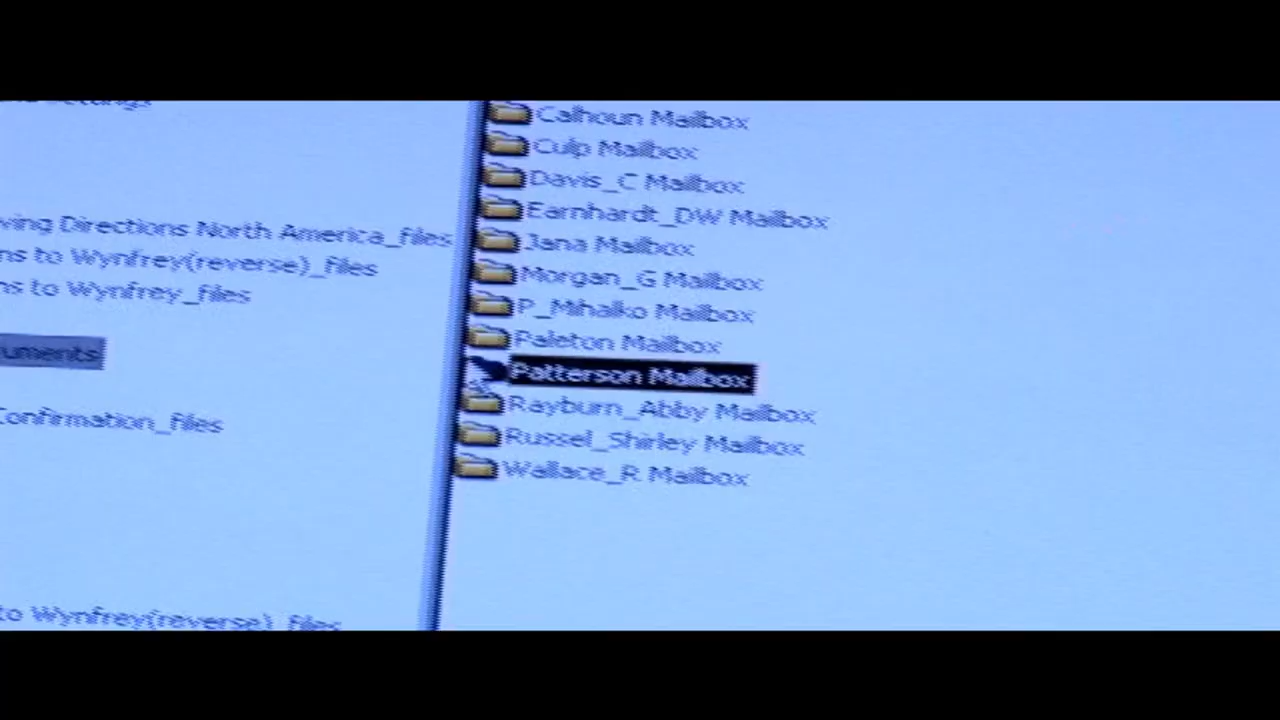 Calhoun Mailbox
Culp Mailbox
Davis_C Mailbox
Earnhardt_DW Mailbox
Jana Mailbox
Morgan_G Mailbox
P_Mihalko Mailbox
Paleton Mailbox
Patterson Mailbox
Rayburn_Abby Mailbox
Russel_Shirley Mailbox
Wallace_R Mailbox
ving Directions North America_files
ns to Wynfrey(reverse)_files
ns to Wynfrey_files
uments
Confirmation_files
to Wynfrey(reverse)_files